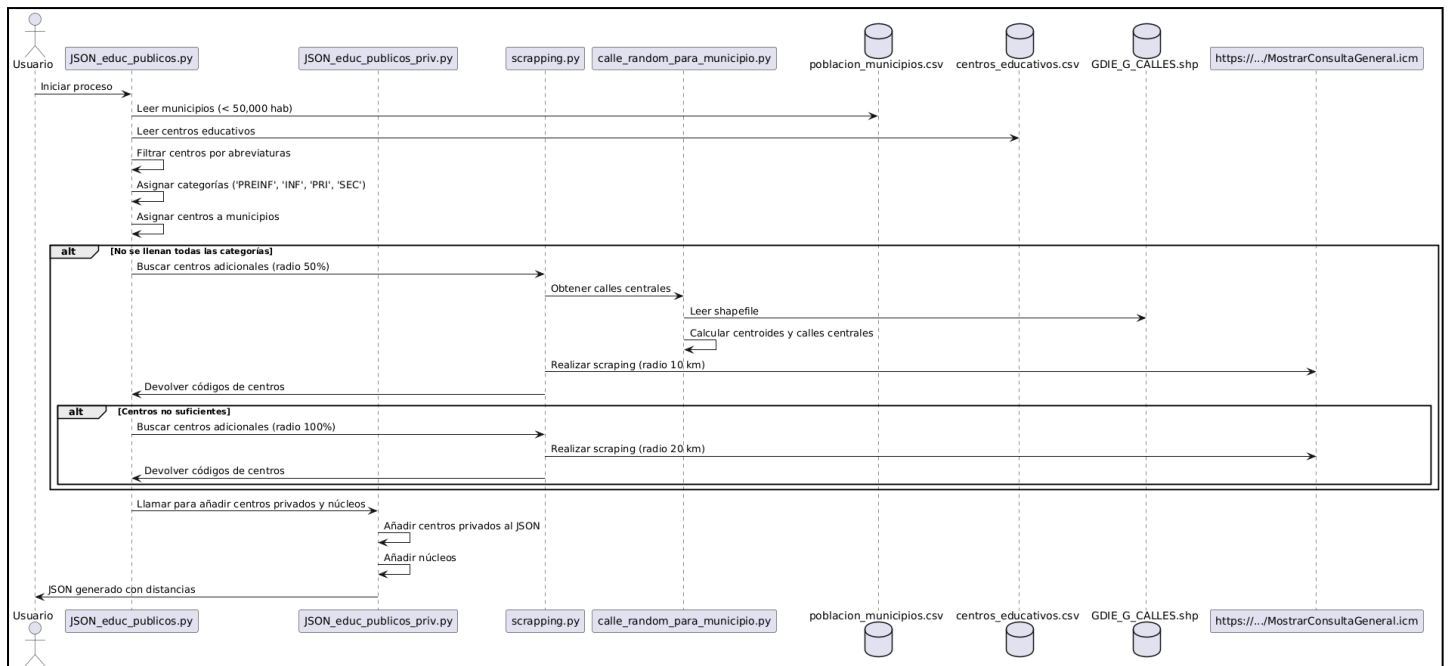 Usuario
JSON_educ_publicos.py
JSON_educ_publicos_priv.py
scrapping.py
calle_random_para_municipio.py
poblacion_municipios.csv
centros_educativos.csv
GDIE_G_CALLES.shp
https://.../MostrarConsultaGeneral.icm
Iniciar proceso
Leer municipios (< 50,000 hab)
Leer centros educativos
Filtrar centros por abreviaturas
Asignar categorías ('PREINF', 'INF', 'PRI', 'SEC')
Asignar centros a municipios
alt [No se llenan todas las categorías]
Buscar centros adicionales (radio 50%)
Obtener calles centrales
Leer shapefile
Calcular centroides y calles centrales
Realizar scraping (radio 10 km)
Devolver códigos de centro
alt [Centros no suficientes]
Buscar centros adicionales (radio 100%)
Realizar scraping (radio 20 km)
Devolver códigos de centro
Llamar para añadir centros privados y núcleos
Añadir centros privados al JSON
Añadir núcleos
JSON generado con distancias
Usuario
JSON_educ_publicos.py
JSON_educ_publicos_priv.py
scrapping.py
calle_random_para_municipio.py
poblacion_municipios.csv
centros_educativos.csv
GDIE_G_CALLES.shp
https://.../MostrarConsultaGeneral.icm